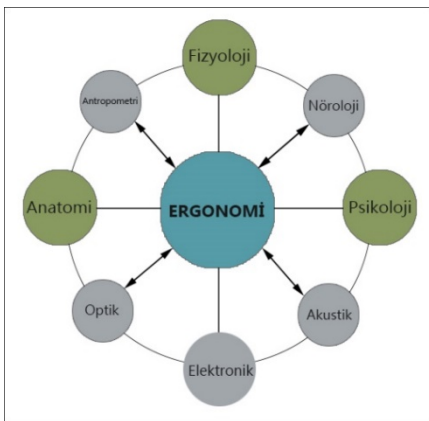 Fizyoloji
Antropometri
Nöroloji
Anatomi
ERGONOMİ
Psikoloji
Optik
Akustik
Elektronik